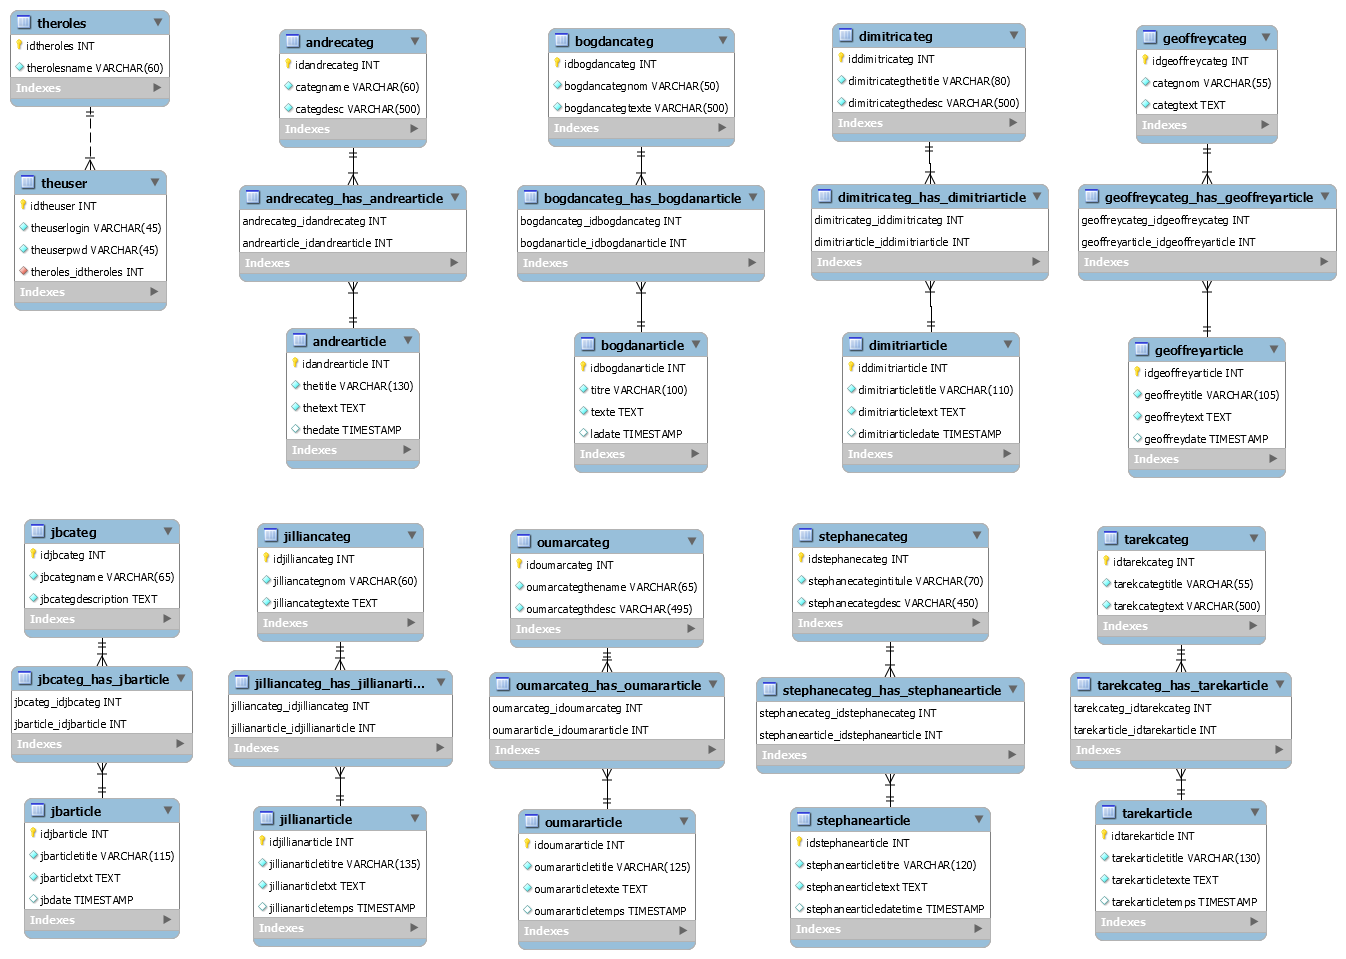 theroles
idtheroles INT
therolesname VARCHAR(60)
Indexes
theuser
idtheuser INT
theuserlogin VARCHAR(45)
theuserpwd VARCHAR(45)
theroles_idtheroles INT
Indexes
andrecateg
idandrecateg INT
categname VARCHAR(60)
categdesc VARCHAR(500)
Indexes
andrecateg_has_andrearticle
andrecateg_idandrecateg INT
andrearticle_idandrearticle INT
Indexes
andrearticle
idandrearticle INT
thetitle VARCHAR(130)
thetext TEXT
thedate TIMESTAMP
Indexes
bogdancateg
idbogdancateg INT
bogdancategnom VARCHAR(50)
bogdancategtexte VARCHAR(500)
Indexes
bogdancateg_has_bogdanarticle
bogdancateg_idbogdancateg INT
bogdanarticle_idbogdanarticle INT
Indexes
bogdanarticle
idbogdanarticle INT
titre VARCHAR(100)
texte TEXT
ladate TIMESTAMP
Indexes
dimitricateg
iddimitricateg INT
dimitricategthetitle VARCHAR(80)
dimitricategthedesc VARCHAR(500)
Indexes
dimitricateg_has_dimitriarticle
dimitricateg_iddimitricateg INT
dimitriarticle_iddimitriarticle INT
Indexes
dimitriarticle
iddimitriarticle INT
dimitriarticletitle VARCHAR(110)
dimitriarticletext TEXT
dimitriarticledate TIMESTAMP
Indexes
geoffreycateg
idgeoffreycateg INT
categnom VARCHAR(55)
categtext TEXT
Indexes
geoffreycateg_has_geoffreyarticle
geoffreycateg_idgeoffreycateg INT
geoffreyarticle_idgeoffreyarticle INT
Indexes
geoffreyarticle
idgeoffreyarticle INT
geoffreytitle VARCHAR(105)
geoffreytext TEXT
geoffreydate TIMESTAMP
Indexes
jbcateg
idjbcateg INT
jbcategname VARCHAR(65)
jbcategdescription TEXT
Indexes
jbcateg_has_jbarticle
jbcateg_idjbcateg INT
jbarticle_idjbarticle INT
Indexes
jbarticle
idjbarticle INT
jbarticletitle VARCHAR(115)
jbarticletxt TEXT
jbdate TIMESTAMP
Indexes
jilliancateg
idjilliancateg INT
jilliancategnom VARCHAR(60)
jilliancategtexte TEXT
Indexes
jilliancateg_has_jillianarti...
jilliancateg_idjilliancateg INT
jillianarticle_idjillianarticle INT
Indexes
jillianarticle
idjillianarticle INT
jillianarticletitre VARCHAR(135)
jillianarticletxt TEXT
jillianarticletemps TIMESTAMP
Indexes
oumarcateg
idoumarcateg INT
oumarcategthename VARCHAR(65)
oumarcategthdesc VARCHAR(495)
Indexes
oumarcateg_has_oumararticle
oumarcateg_idoumarcateg INT
oumararticle_idoumararticle INT
Indexes
oumararticle
idoumararticle INT
oumararticletitle VARCHAR(125)
oumararticletexte TEXT
oumararticletemps TIMESTAMP
Indexes
stephanecateg
idstephanecateg INT
stephanecategintitule VARCHAR(70)
stephanecategdesc VARCHAR(450)
Indexes
stephanecateg_has_stephanearticle
stephanecateg_idstephanecateg INT
stephanearticle_idstephanearticle INT
Indexes
stephanearticle
idstephanearticle INT
stephanearticletitre VARCHAR(120)
stephanearticletext TEXT
stephanearticledatetime TIMESTAMP
Indexes
tarekcateg
idtarekcateg INT
tarekcategtitle VARCHAR(55)
tarekcategtext VARCHAR(500)
Indexes
tarekcateg_has_tarekarticle
tarekcateg_idtarekcateg INT
tarekarticle_idtarekarticle INT
Indexes
tarekarticle
idtarekarticle INT
tarekarticletitle VARCHAR(130)
tarekarticletexte TEXT
tarekarticletemps TIMESTAMP
Indexes